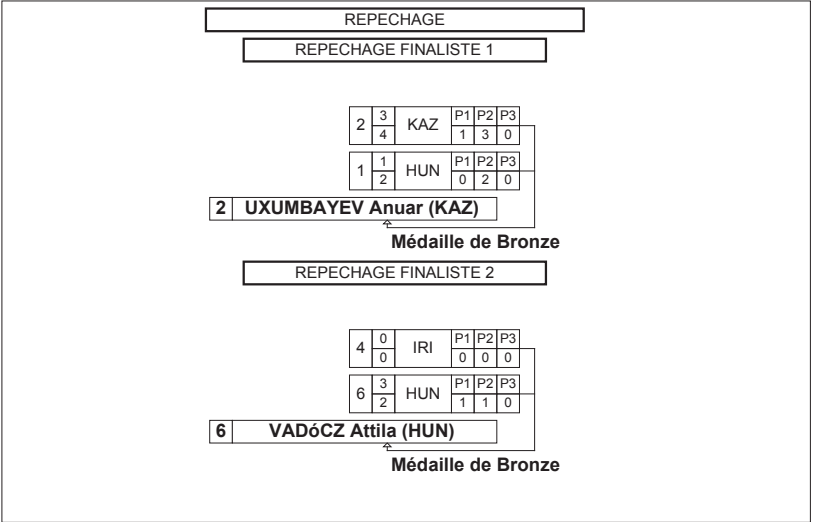 REPECHAGE
REPECHAGE FINALISTE 1
2 3 KAZ P1 P2 P3
4 1 3 0
1 1 HUN P1 P2 P3
2 0 2 0
2 UXUMBAYEV Anuar (KAZ)
Médaille de Bronze
REPECHAGE FINALISTE 2
4 0 IRI P1 P2 P3
0 0 0 0
6 3 HUN P1 P2 P3
2 1 1 0
6 VADóCZ Attila (HUN)
Médaille de Bronze